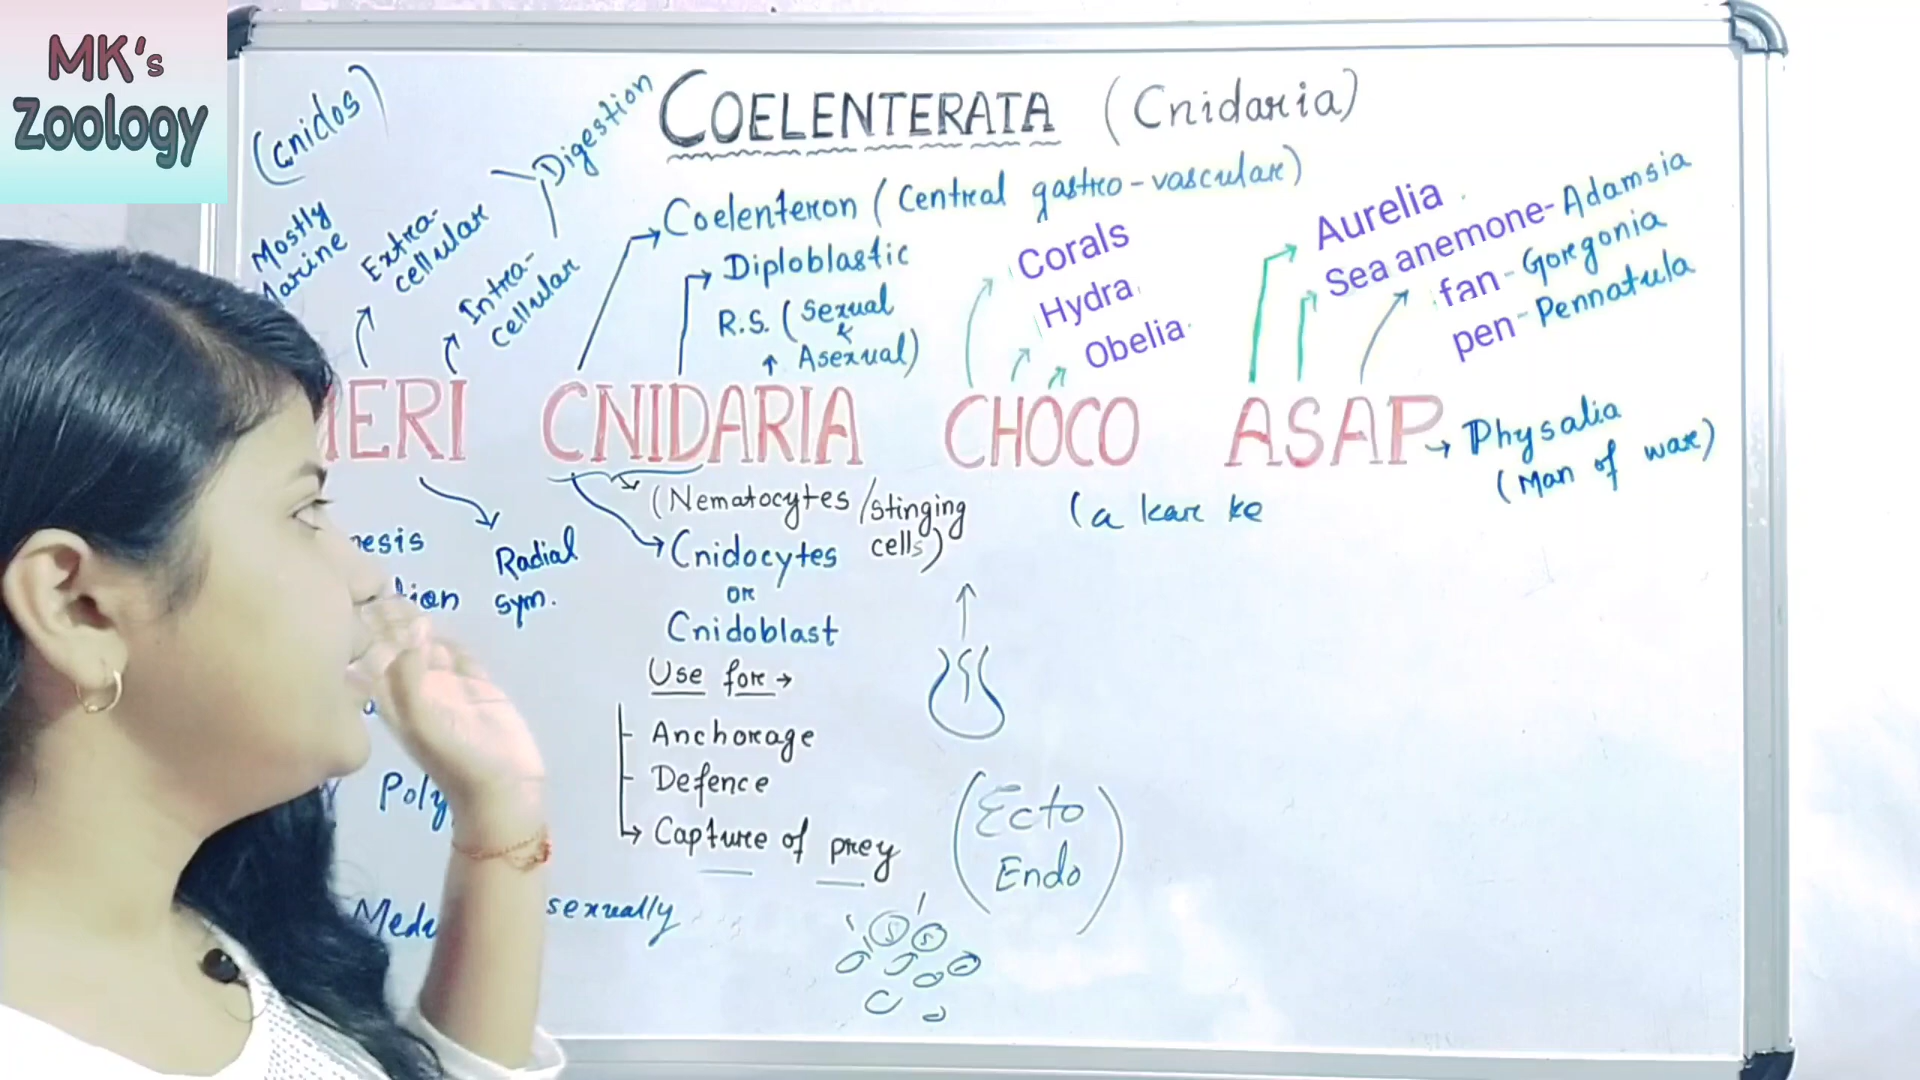 MK's
Zoology
COELENTERATA (Cnidaria)
(Cnidos)
Digestion
Mostly
Marine
Extra-
cellular
Intra-
cellular
Coelenteron (Central gastro-vascular)
Diploblastic
R.S. (Sexual
&
Asexual)
Corals
Hydra
Obelia
Aurelia
Sea anemone- Adamsia
fan- Gorgonia
pen- Pennatula
MERI CNIDARIA CHOCO ASAP
Physalia
(Man of war)
Radial
sym.
(Nematocytes/stinging
cells)
Cnidocytes
or
Cnidoblast
(a kar ke
Use for →
Anchorage
Defence
Capture of prey
Ecto
Endo
sexually